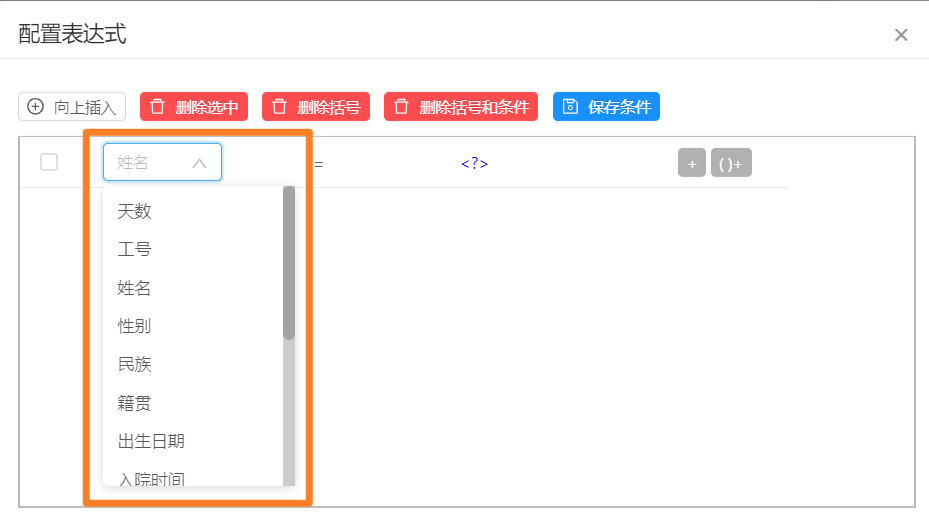 配置表达式
向上插入 删除选中 删除括号 删除括号和条件 保存条件
姓名 = <?> + ()+
天数
工号
姓名
性别
民族
籍贯
出生日期
入院时间